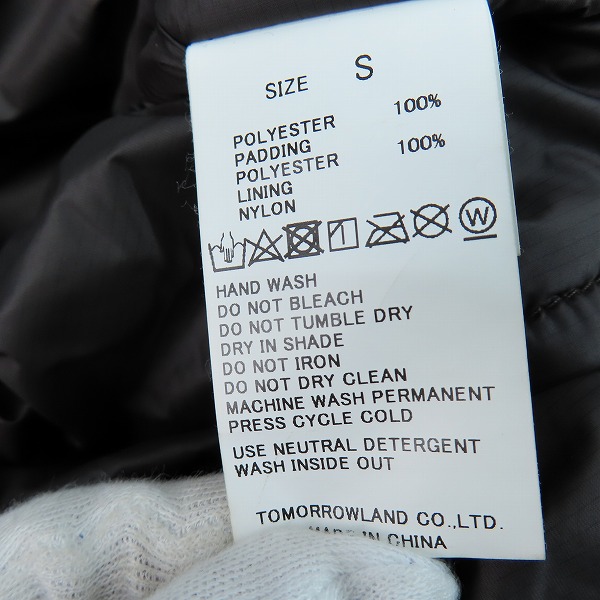 SIZE S
POLYESTER 100%
PADDING
POLYESTER 100%
LINING
NYLON
W
HAND WASH
DO NOT BLEACH
DO NOT TUMBLE DRY
DRY IN SHADE
DO NOT IRON
DO NOT DRY CLEAN
MACHINE WASH PERMANENT
PRESS CYCLE COLD
USE NEUTRAL DETERGENT
WASH INSIDE OUT
TOMORROWLAND CO.,LTD.
MADE IN CHINA